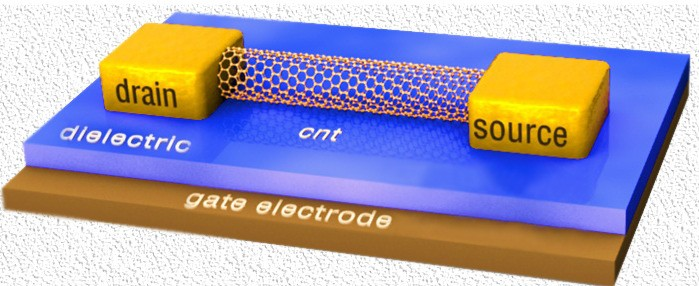 drain
source
dielectric
cnt
gate electrode